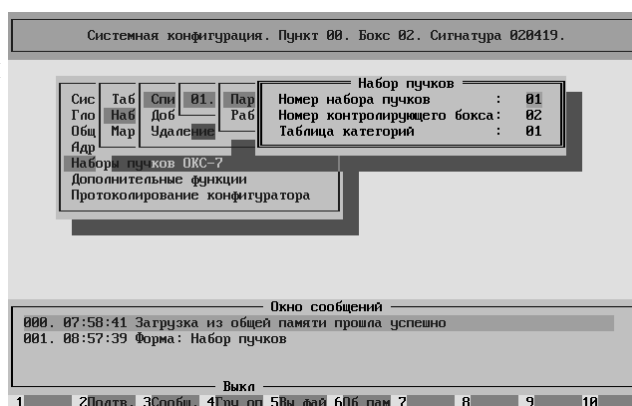 Системная конфигурация. Пункт 00. Бокс 02. Сигнатура 020419.
Набор пучков
Номер набора пучков : 01
Номер контролирующего бокса: 02
Таблица категорий : 01
Сис Таб Спи 01. Пар
Гло Наб Доб Раб
Общ Мар Удаление
Адр
Наборы пучков ОКС-7
Дополнительные функции
Протоколирование конфигуратора
Окно сообщений
000. 07:58:41 Загрузка из общей памяти прошла успешно
001. 08:57:39 Форма: Набор пучков
Выкл
1 2Подтв. 3Сообщ. 4Гру оп 5Вы фай 6Об пам 7 8 9 10